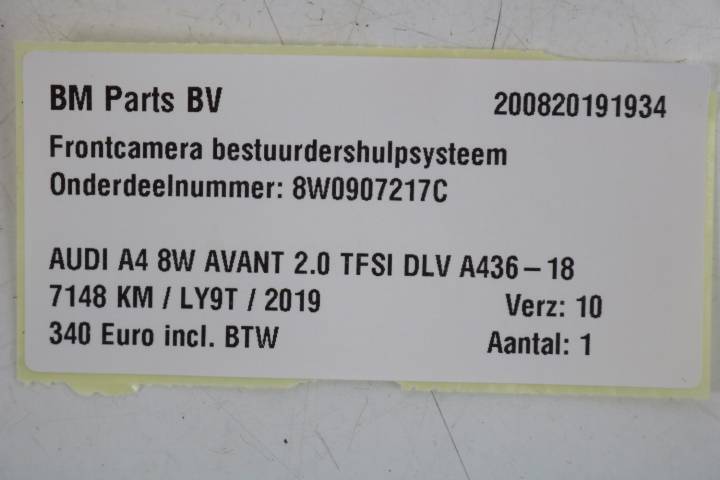 BM Parts BV 200820191934
Frontcamera bestuurdershulpsysteem
Onderdeelnummer: 8W0907217C
AUDI A4 8W AVANT 2.0 TFSI DLV A436-18
7148 KM / LY9T / 2019 Verz: 10
340 Euro incl. BTW Aantal: 1